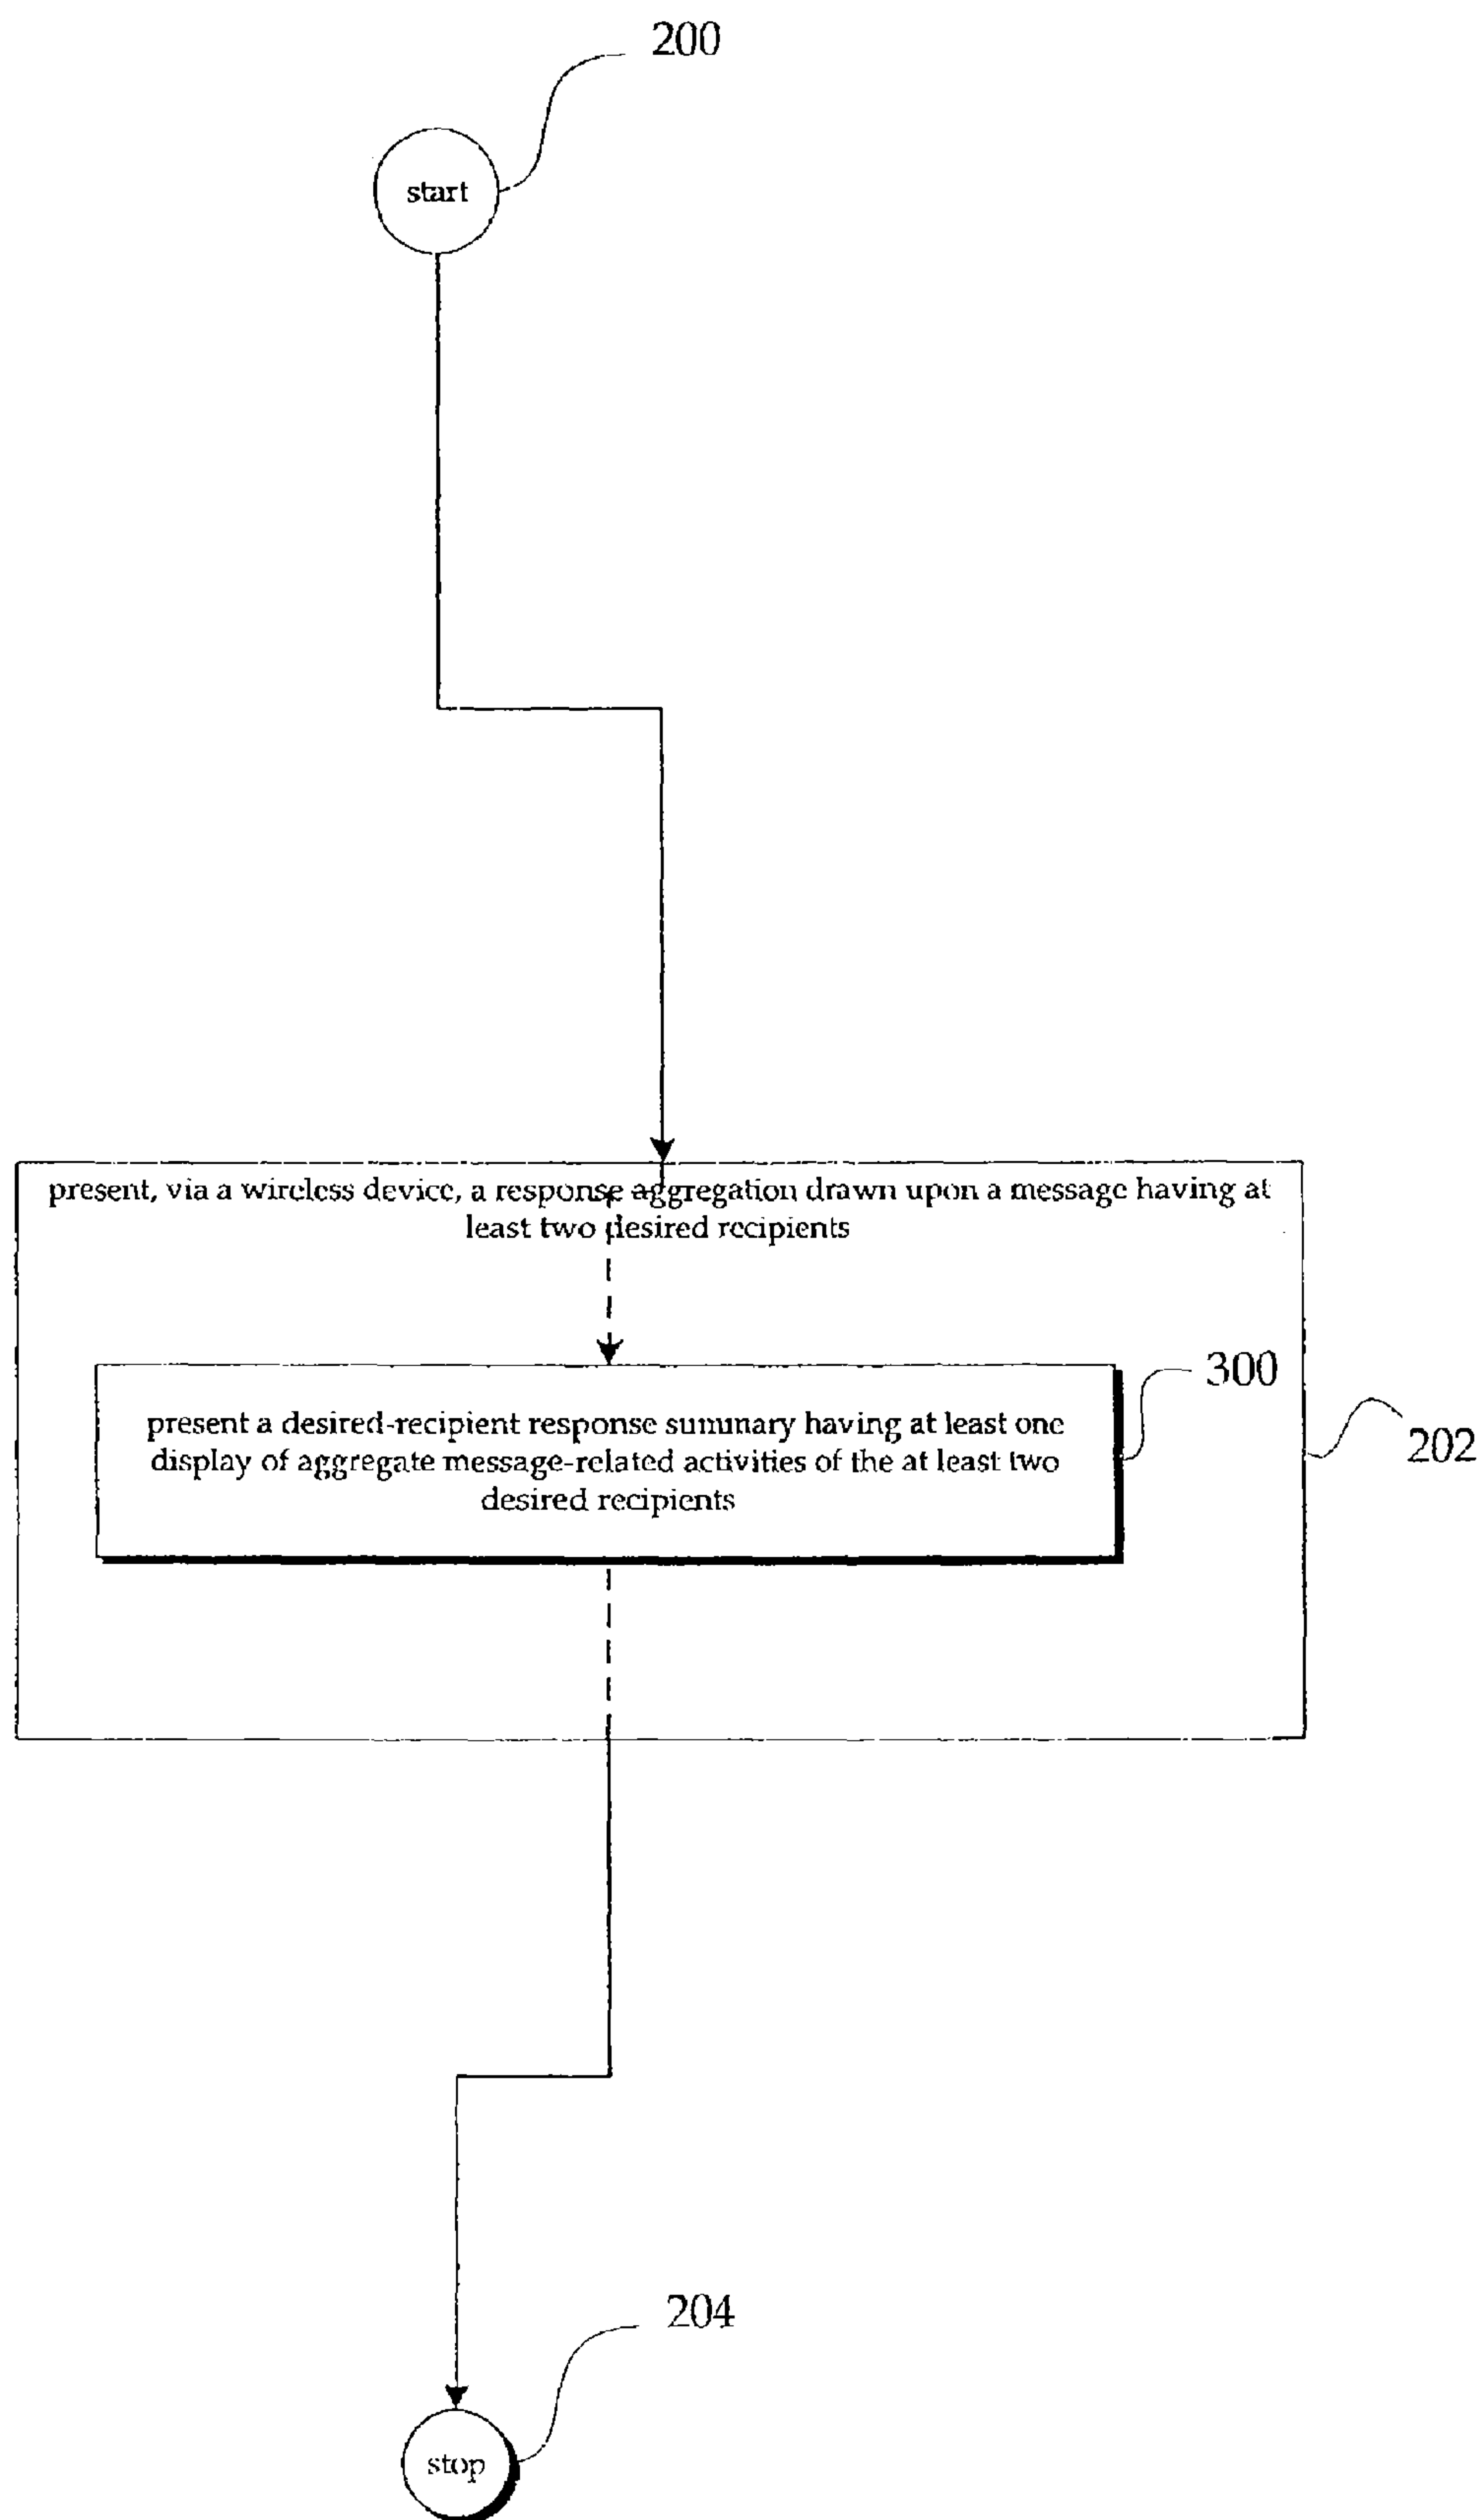 200
start
present, via a wireless device, a response aggregation drawn upon a message having at
least two desired recipients
300
present a desired-recipient response summary having at least one
display of aggregate message-related activities of the at least two
desired recipients
202
204
stop